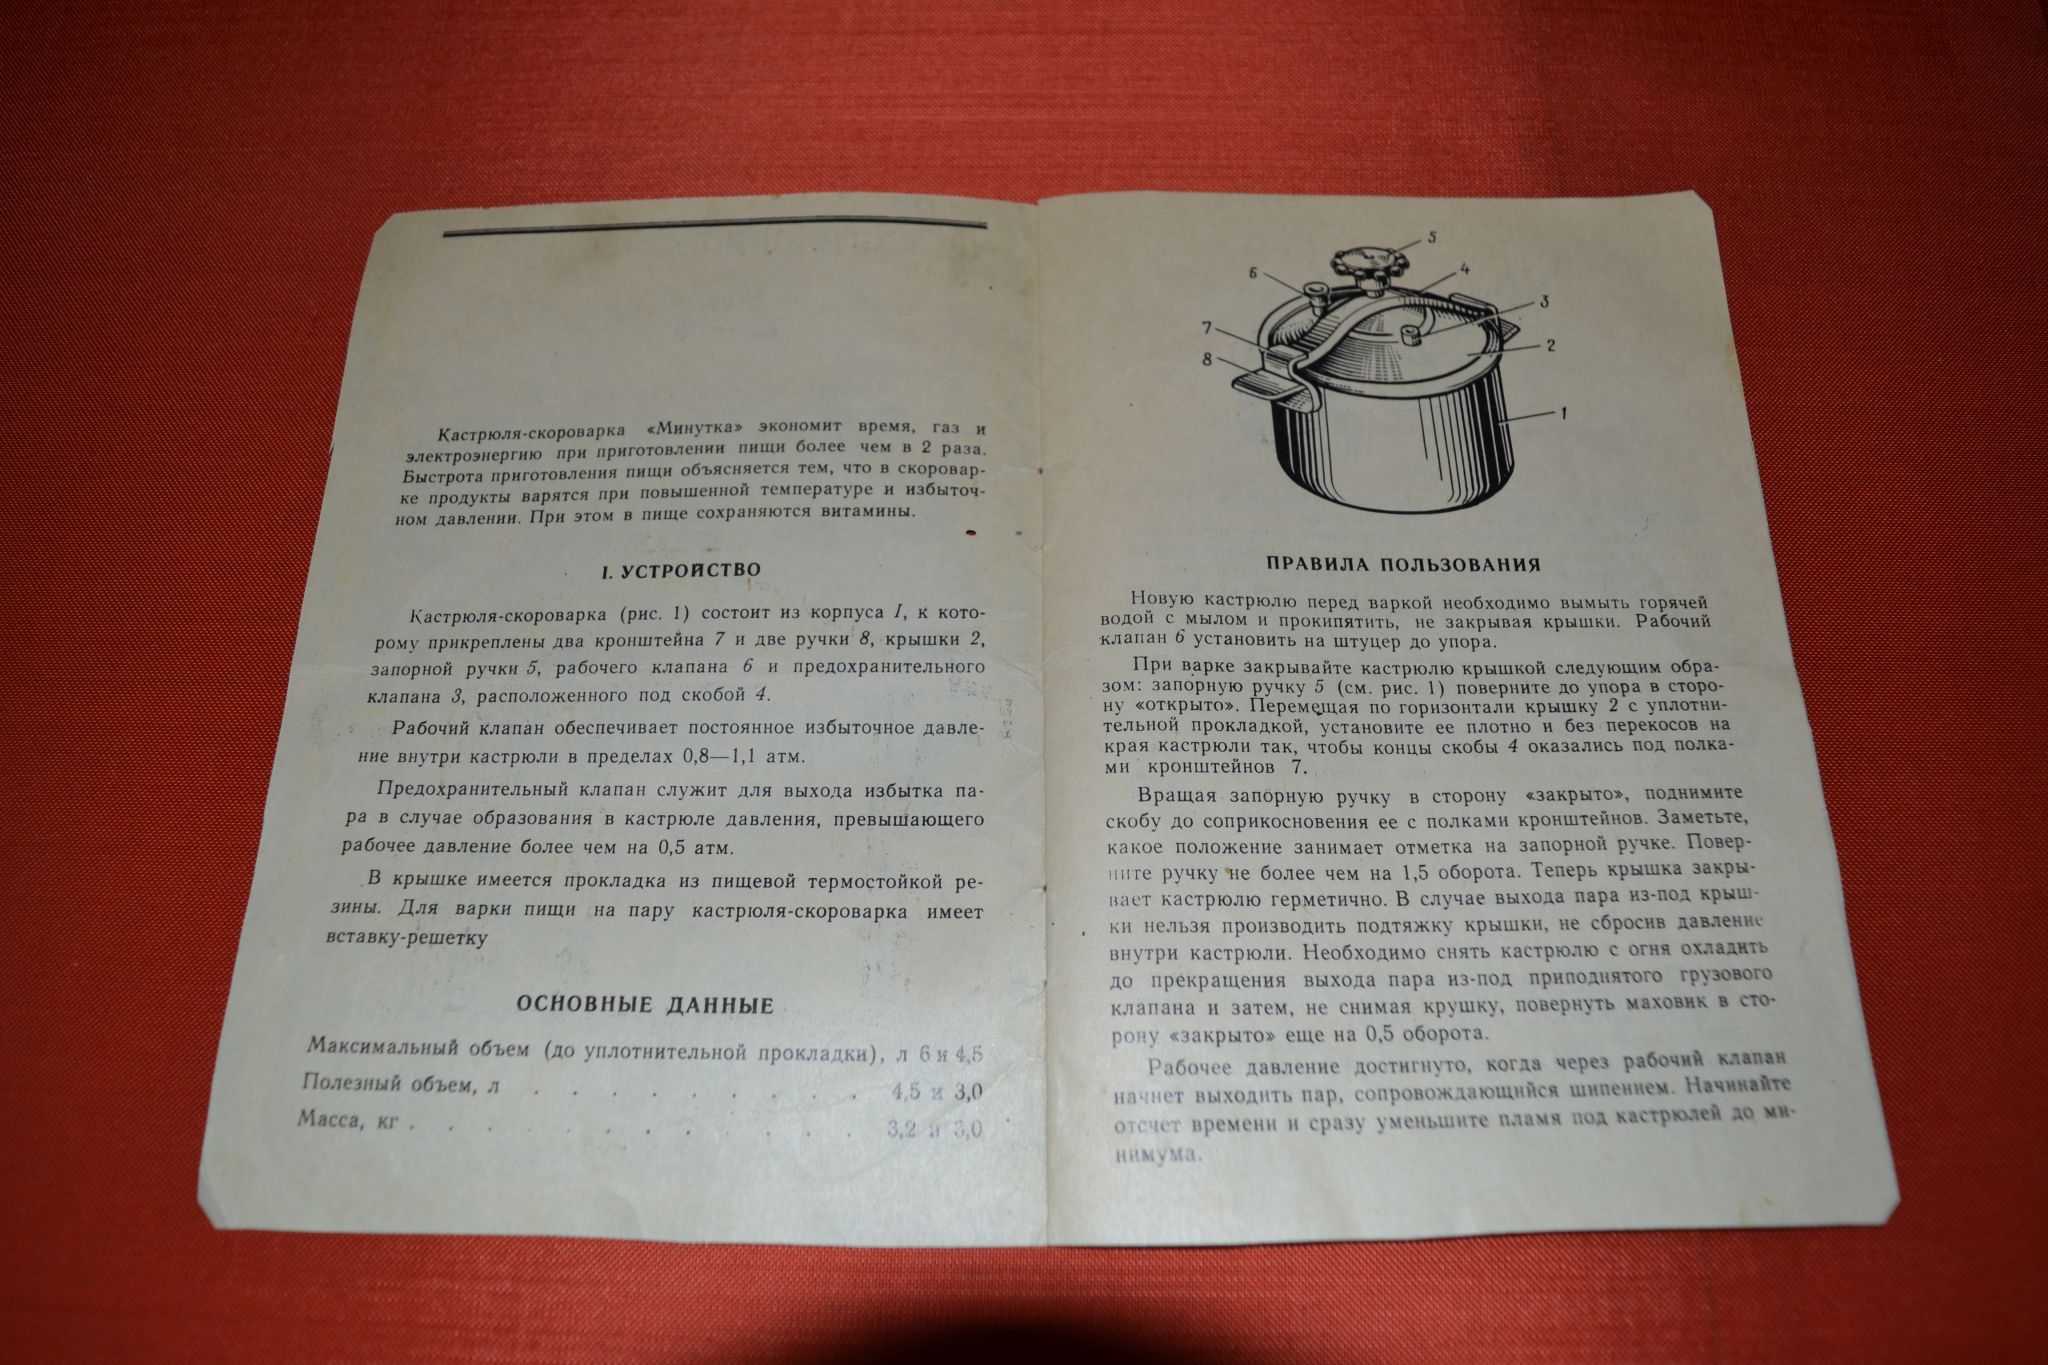 Кастрюля-скороварка «Минутка» экономит время, газ и
электроэнергию при приготовлении пищи более чем в 2 раза.
Быстрота приготовления пищи объясняется тем, что в скоровар-
ке продукты варятся при повышенной температуре и избыточ-
ном давлении. При этом в пище сохраняются витамины.
I. УСТРОЙСТВО
Кастрюля-скороварка (рис. 1) состоит из корпуса 1, к кото-
рому прикреплены два кронштейна 7 и две ручки 8, крышки 2,
запорной ручки 5, рабочего клапана 6 и предохранительного
клапана 3, расположенного под скобой 4.
Рабочий клапан обеспечивает постоянное избыточное давле-
ние внутри кастрюли в пределах 0,8—1,1 атм.
Предохранительный клапан служит для выхода избытка па-
ра в случае образования в кастрюле давления, превышающего
рабочее давление более чем на 0,5 атм.
В крышке имеется прокладка из пищевой термостойкой ре-
зины. Для варки пищи на пару кастрюля-скороварка имеет
вставку-решетку
ОСНОВНЫЕ ДАННЫЕ
Максимальный объем (до уплотнительной прокладки), л 6 и 4,5
Полезный объем, л . . . . . . . . . 4,5 и 3,0
Масса, кг . . . . . . . . . . 3,2 и 3,0
5
6
4
3
7
2
8
1
ПРАВИЛА ПОЛЬЗОВАНИЯ
Новую кастрюлю перед варкой необходимо вымыть горячей
водой с мылом и прокипятить, не закрывая крышки. Рабочий
клапан 6 установить на штуцер до упора.
При варке закрывайте кастрюлю крышкой следующим обра-
зом: запорную ручку 5 (см. рис. 1) поверните до упора в сторо-
ну «открыто». Перемещая по горизонтали крышку 2 с уплотни-
тельной прокладкой, установите ее плотно и без перекосов на
края кастрюли так, чтобы концы скобы 4 оказались под полка-
ми кронштейнов 7.
Вращая запорную ручку в сторону «закрыто», поднимите
скобу до соприкосновения ее с полками кронштейнов. Заметьте,
какое положение занимает отметка на запорной ручке. Повер-
ните ручку не более чем на 1,5 оборота. Теперь крышка закры-
вает кастрюлю герметично. В случае выхода пара из-под крыш-
ки нельзя производить подтяжку крышки, не сбросив давление
внутри кастрюли. Необходимо снять кастрюлю с огня охладить
до прекращения выхода пара из-под приподнятого грузового
клапана и затем, не снимая крушку, повернуть маховик в сто-
рону «закрыто» еще на 0,5 оборота.
Рабочее давление достигнуто, когда через рабочий клапан
начнет выходить пар, сопровождающийся шипением. Начинайте
отсчет времени и сразу уменьшите пламя под кастрюлей до ми-
нимума.